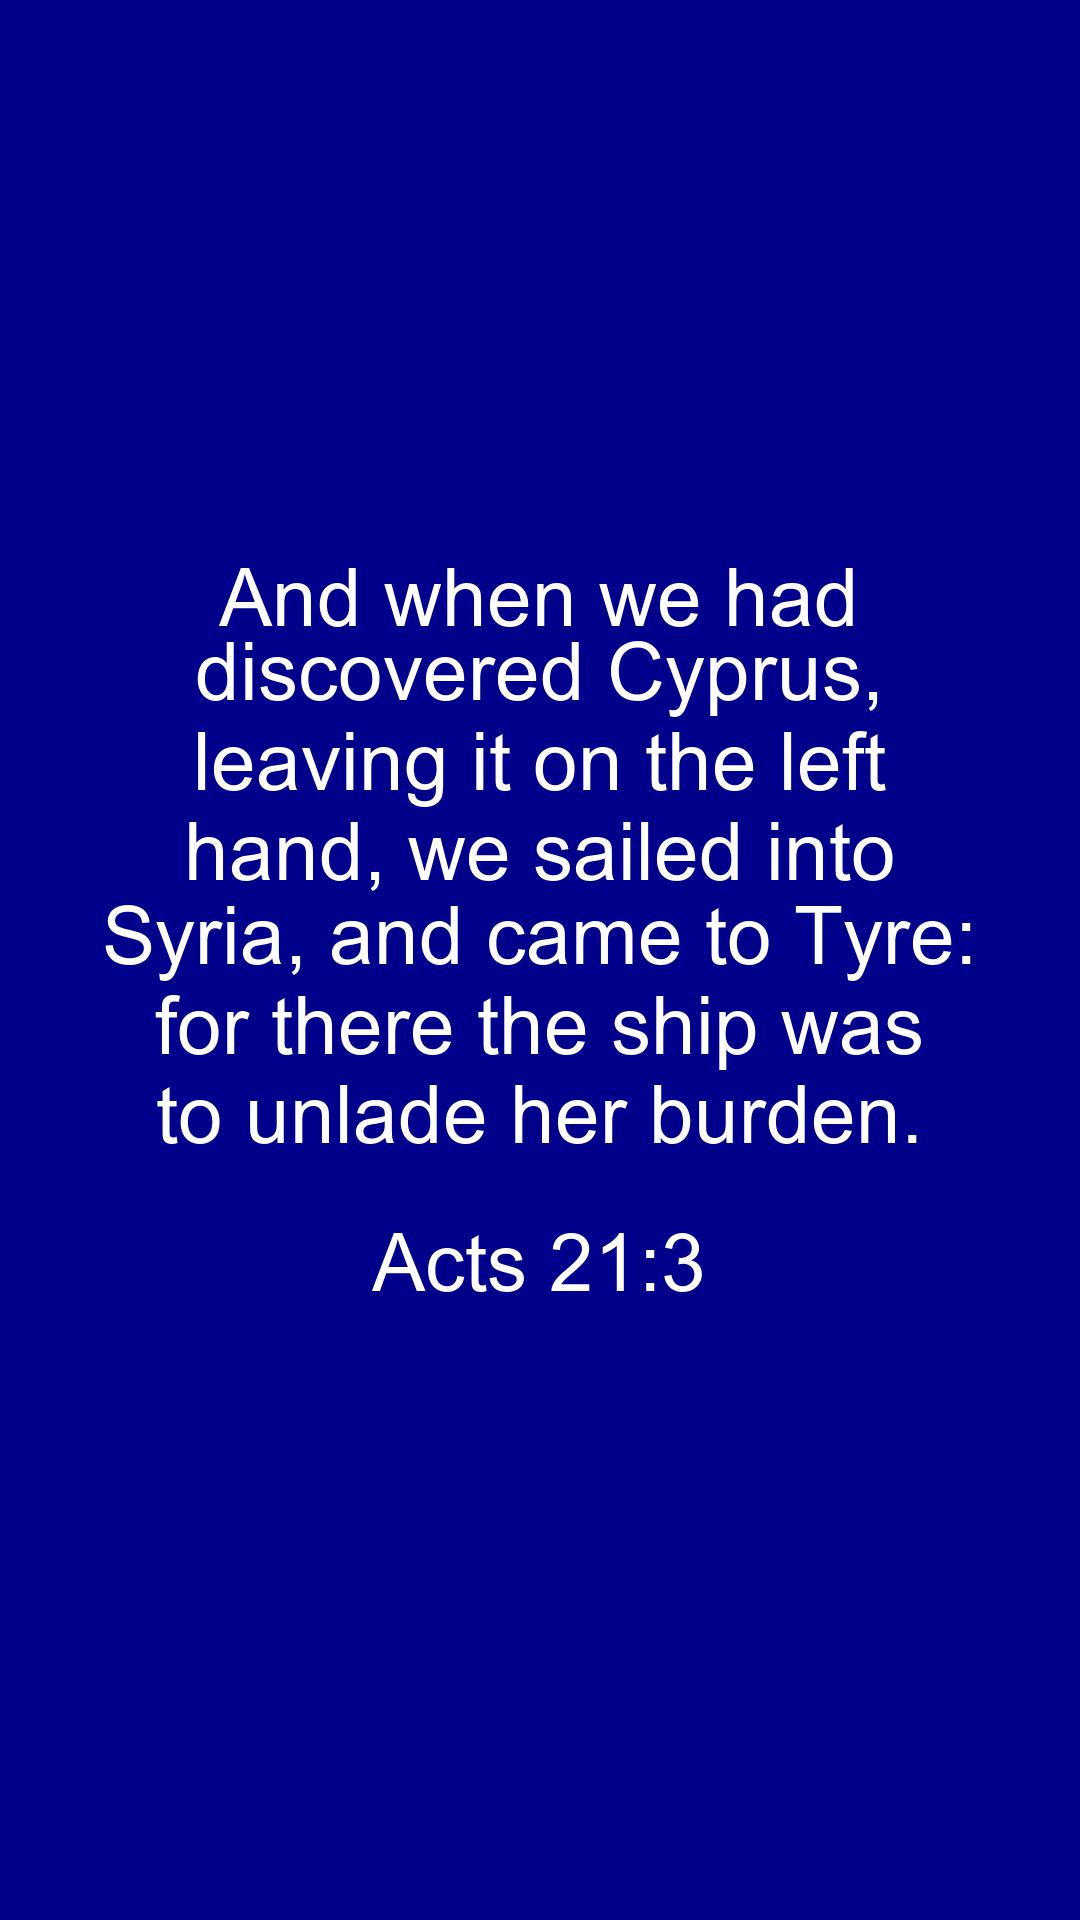 And when we had
discovered Cyprus,
leaving it on the left
hand, we sailed into
Syria, and came to Tyre:
for there the ship was
to unlade her burden.
Acts 21:3